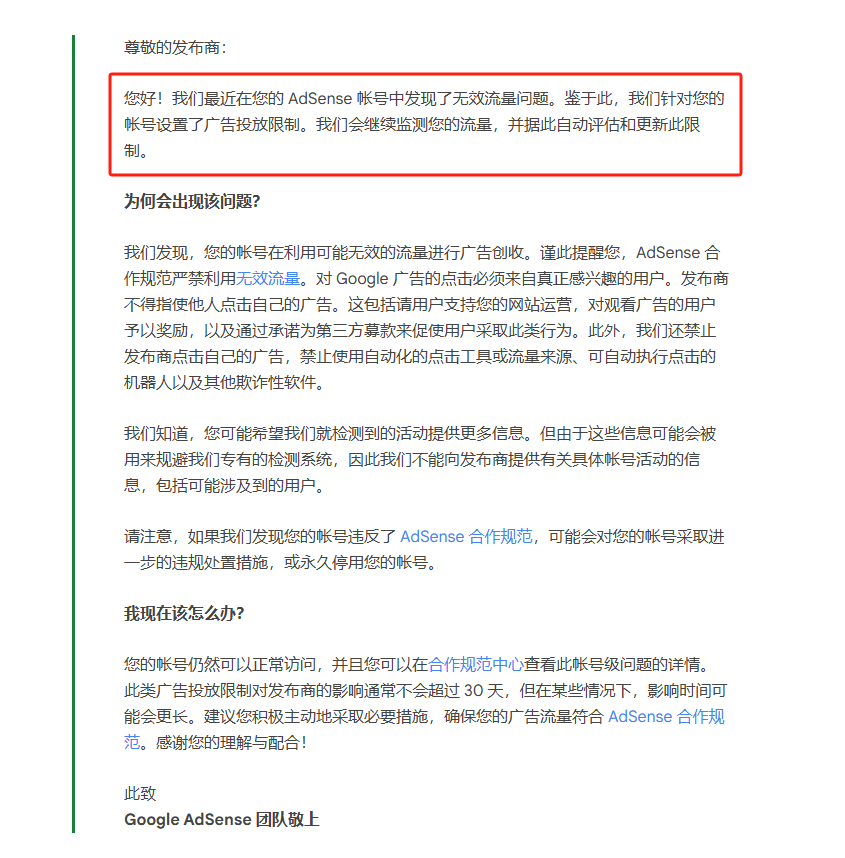 尊敬的发布商：
您好！我们最近在您的 AdSense 帐号中发现了无效流量问题。鉴于此，我们针对您的
帐号设置了广告投放限制。我们会继续监测您的流量，并据此自动评估和更新此限
制。
为何会出现该问题？
我们发现，您的帐号在利用可能无效的流量进行广告创收。谨此提醒您，AdSense 合
作规范严禁利用无效流量。对 Google 广告的点击必须来自真正感兴趣的用户。发布商
不得指使他人点击自己的广告。这包括请用户支持您的网站运营，对观看广告的用户
予以奖励，以及通过承诺为第三方募款来促使用户采取此类行为。此外，我们还禁止
发布商点击自己的广告，禁止使用自动化的点击工具或流量来源、可自动执行点击的
机器人以及其他欺诈性软件。
我们知道，您可能希望我们就检测到的活动提供更多信息。但由于这些信息可能会被
用来规避我们专有的检测系统，因此我们不能向发布商提供有关具体帐号活动的信
息，包括可能涉及到的用户。
请注意，如果我们发现您的帐号违反了 AdSense 合作规范，可能会对您的帐号采取进
一步的违规处置措施，或永久停用您的帐号。
我现在该怎么办？
您的帐号仍然可以正常访问，并且您可以在合作规范中心查看此帐号级问题的详情。
此类广告投放限制对发布商的影响通常不会超过 30 天，但在某些情况下，影响时间可
能会更长。建议您积极主动地采取必要措施，确保您的广告流量符合 AdSense 合作规
范。感谢您的理解与配合！
此致
Google AdSense 团队敬上